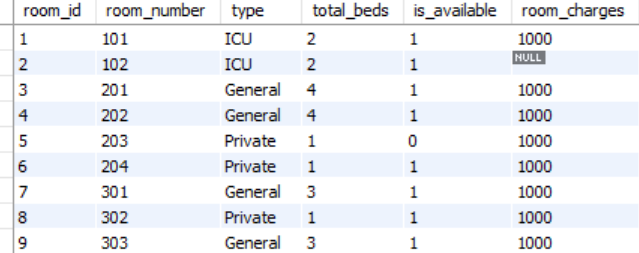 room_id room_number type total_beds is_available room_charges
1 101 ICU 2 1 1000
2 102 ICU 2 1 NULL
3 201 General 4 1 1000
4 202 General 4 1 1000
5 203 Private 1 0 1000
6 204 Private 1 1 1000
7 301 General 3 1 1000
8 302 Private 1 1 1000
9 303 General 3 1 1000